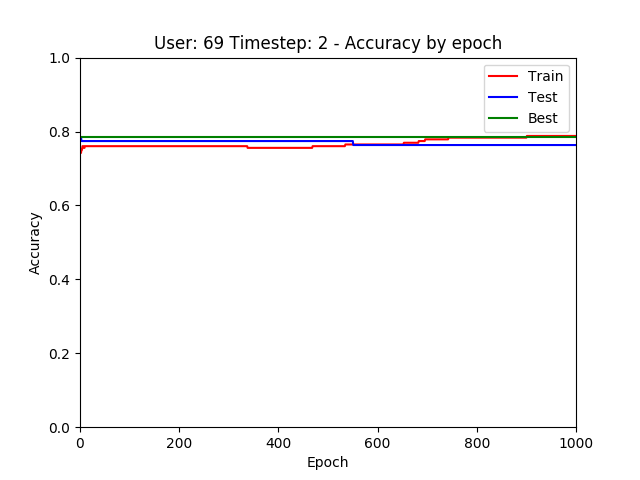 User: 69 Timestep: 2 - Accuracy by epoch
1.0
0.8
0.6
0.4
0.2
0.0
Accuracy
Train
Test
Best
0 200 400 600 800 1000
Epoch